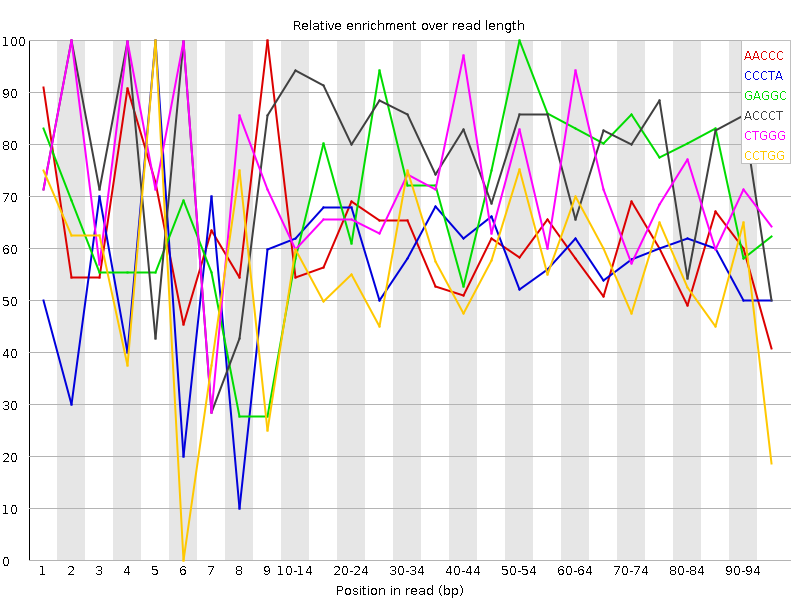 Relative enrichment over read length
100
90
80
70
60
50
40
30
20
10
0
AACCC
CCCTA
GAGGC
ACCCT
CTGGG
CCTGG
1 2 3 4 5 6 7 8 9 10-14 20-24 30-34 40-44 50-54 60-64 70-74 80-84 90-94
Position in read (bp)